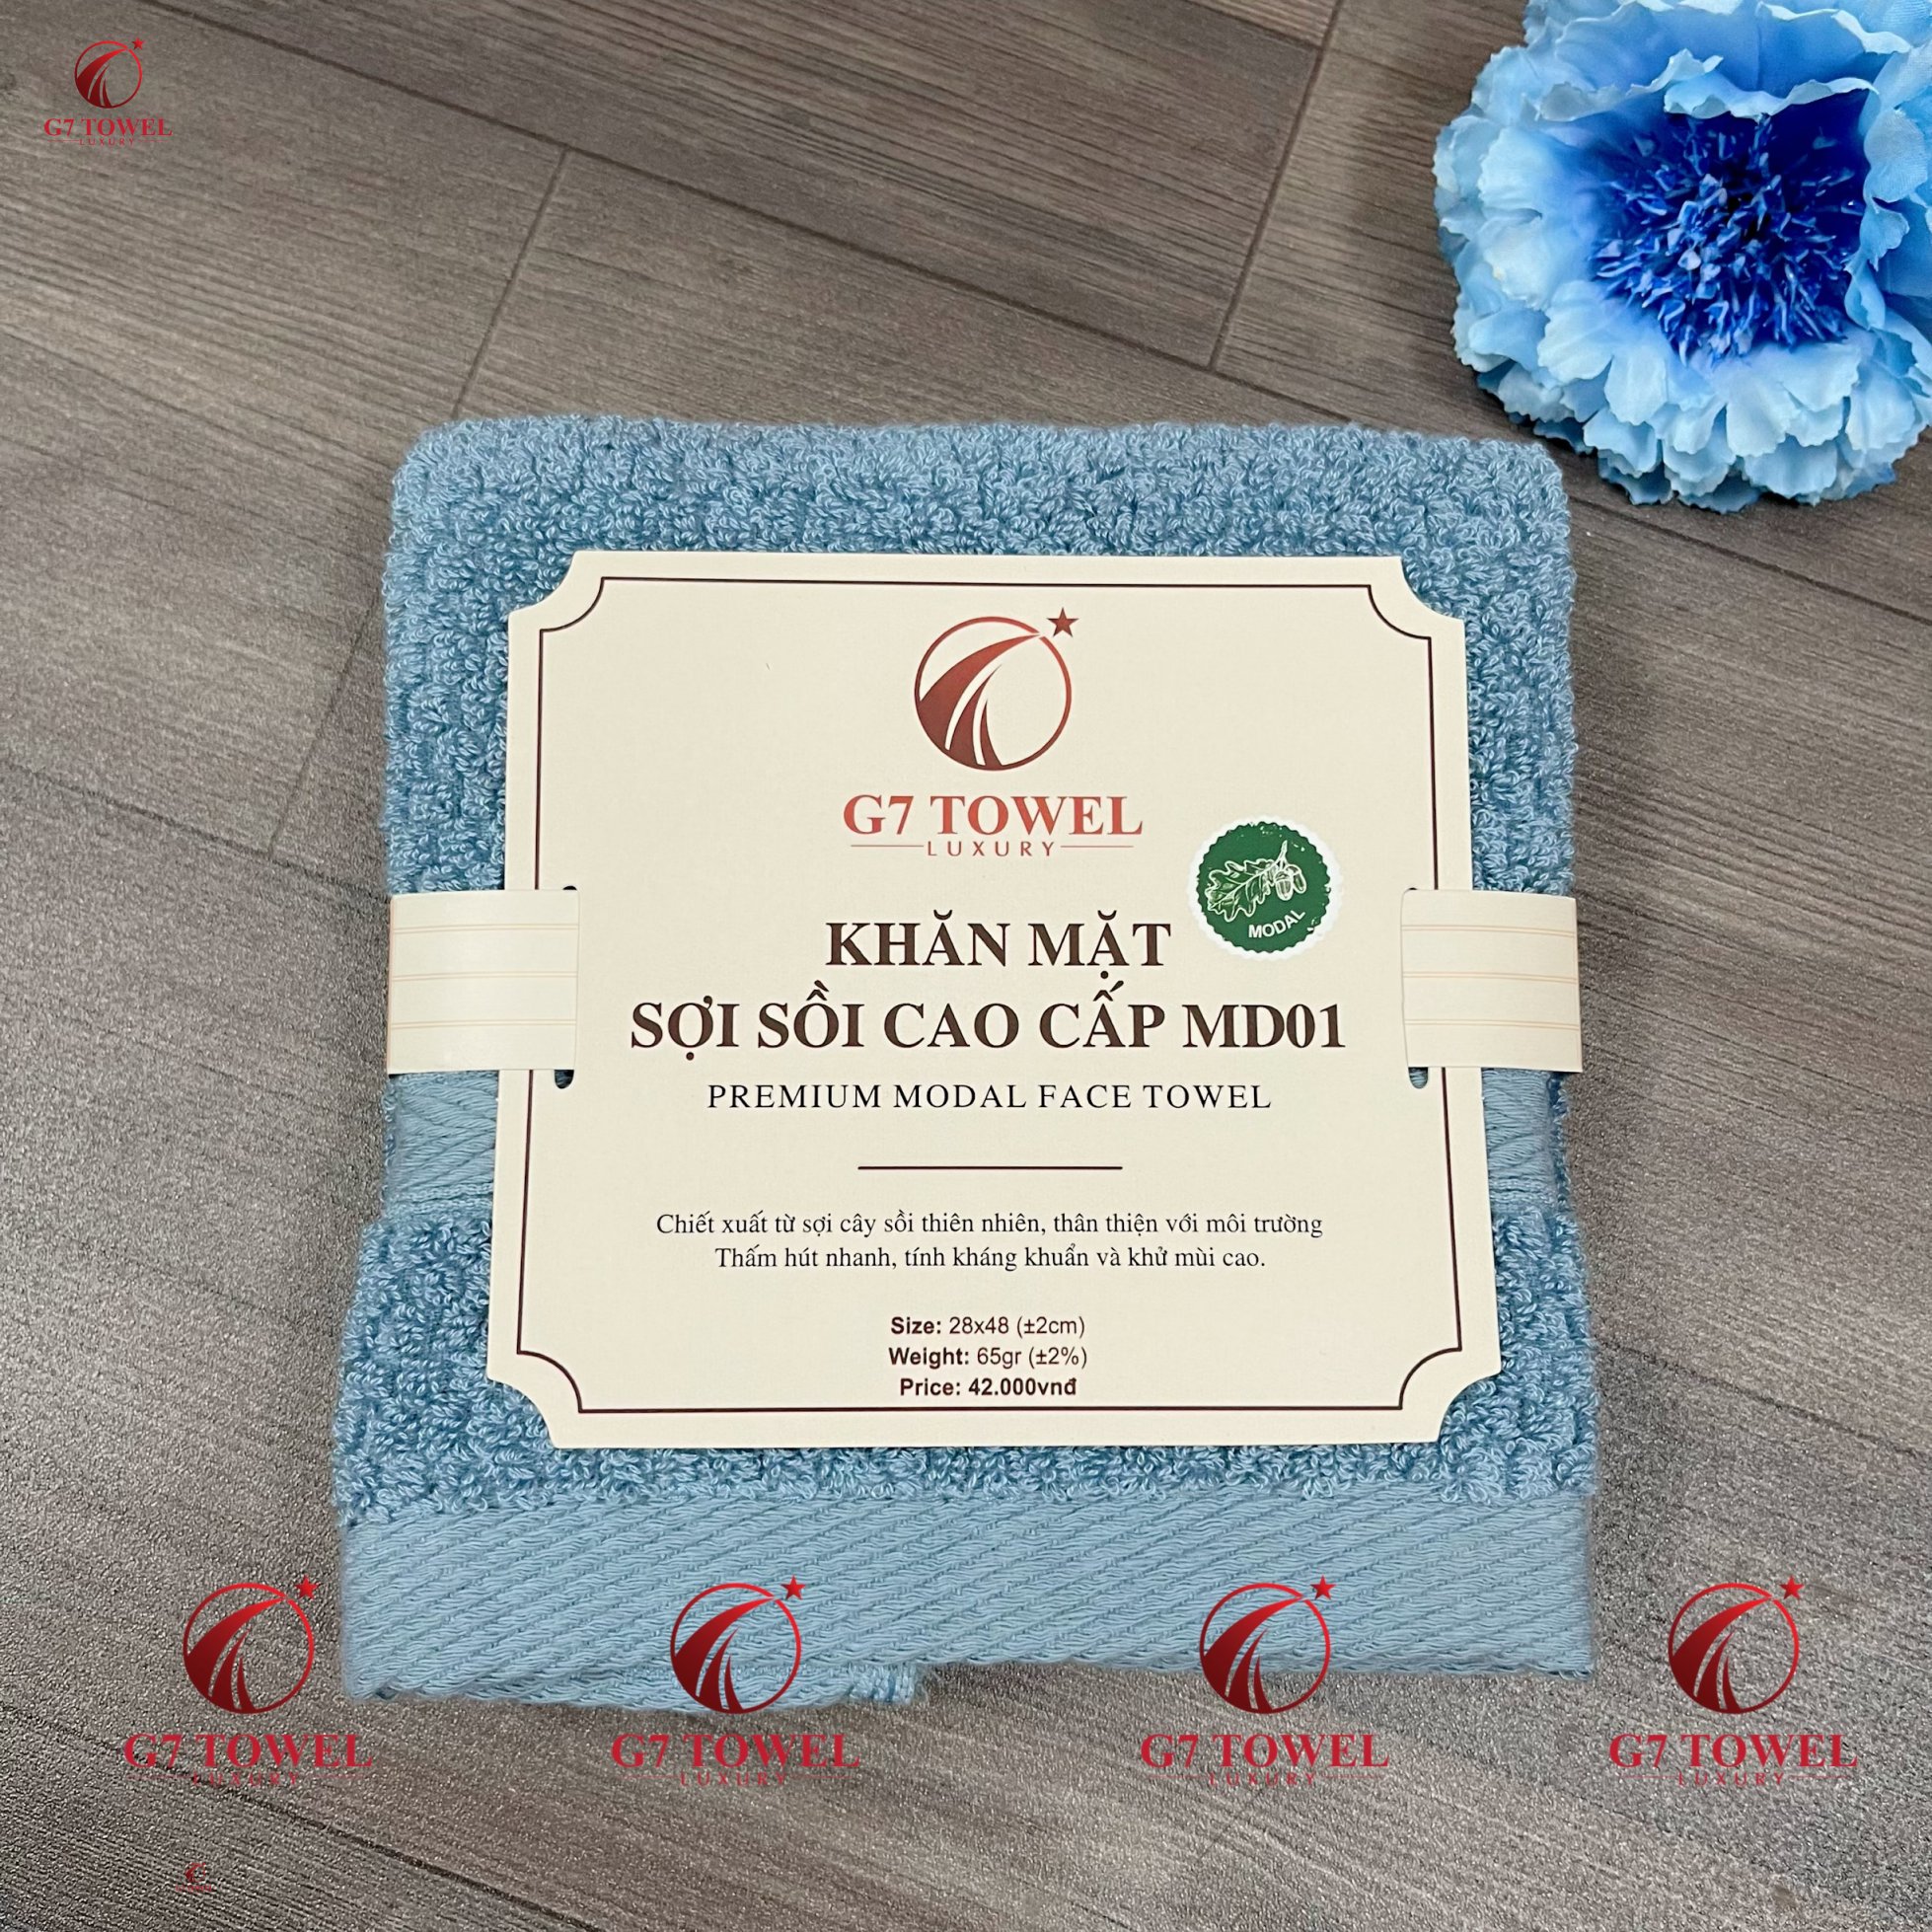 G7 TOWEL
LUXURY
G7 TOWEL
LUXURY
MODAL
KHĂN MẶT
SỢI SỒI CAO CẤP MD01
PREMIUM MODAL FACE TOWEL
Chiết xuất từ sợi cây sồi thiên nhiên, thân thiện với môi trường
Thấm hút nhanh, tính kháng khuẩn và khử mùi cao.
Size: 28x48 (±2cm)
Weight: 65gr (±2%)
Price: 42.000vnđ
G7 TOWEL
LUXURY
G7 TOWEL
LUXURY
G7 TOWEL
LUXURY
G7 TOWEL
LUXURY